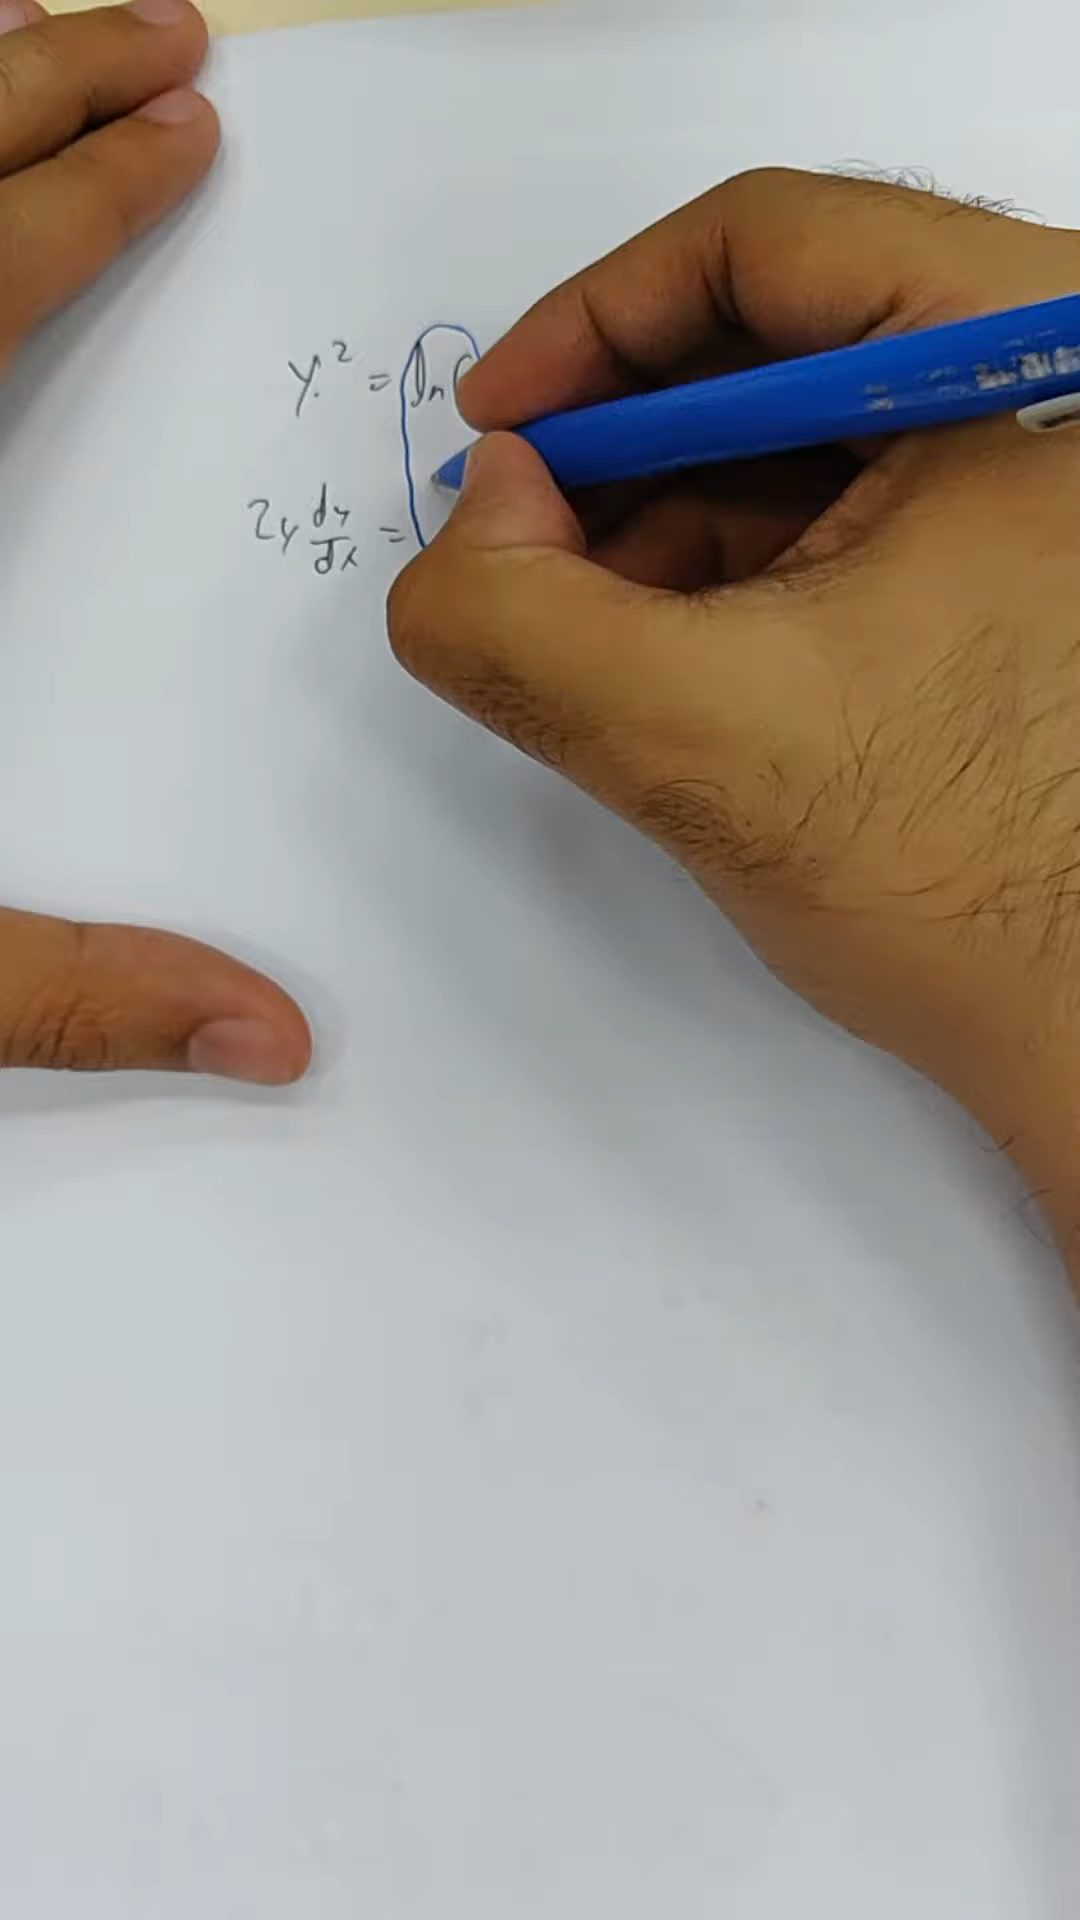 y² = ln(
2y dy/dx =